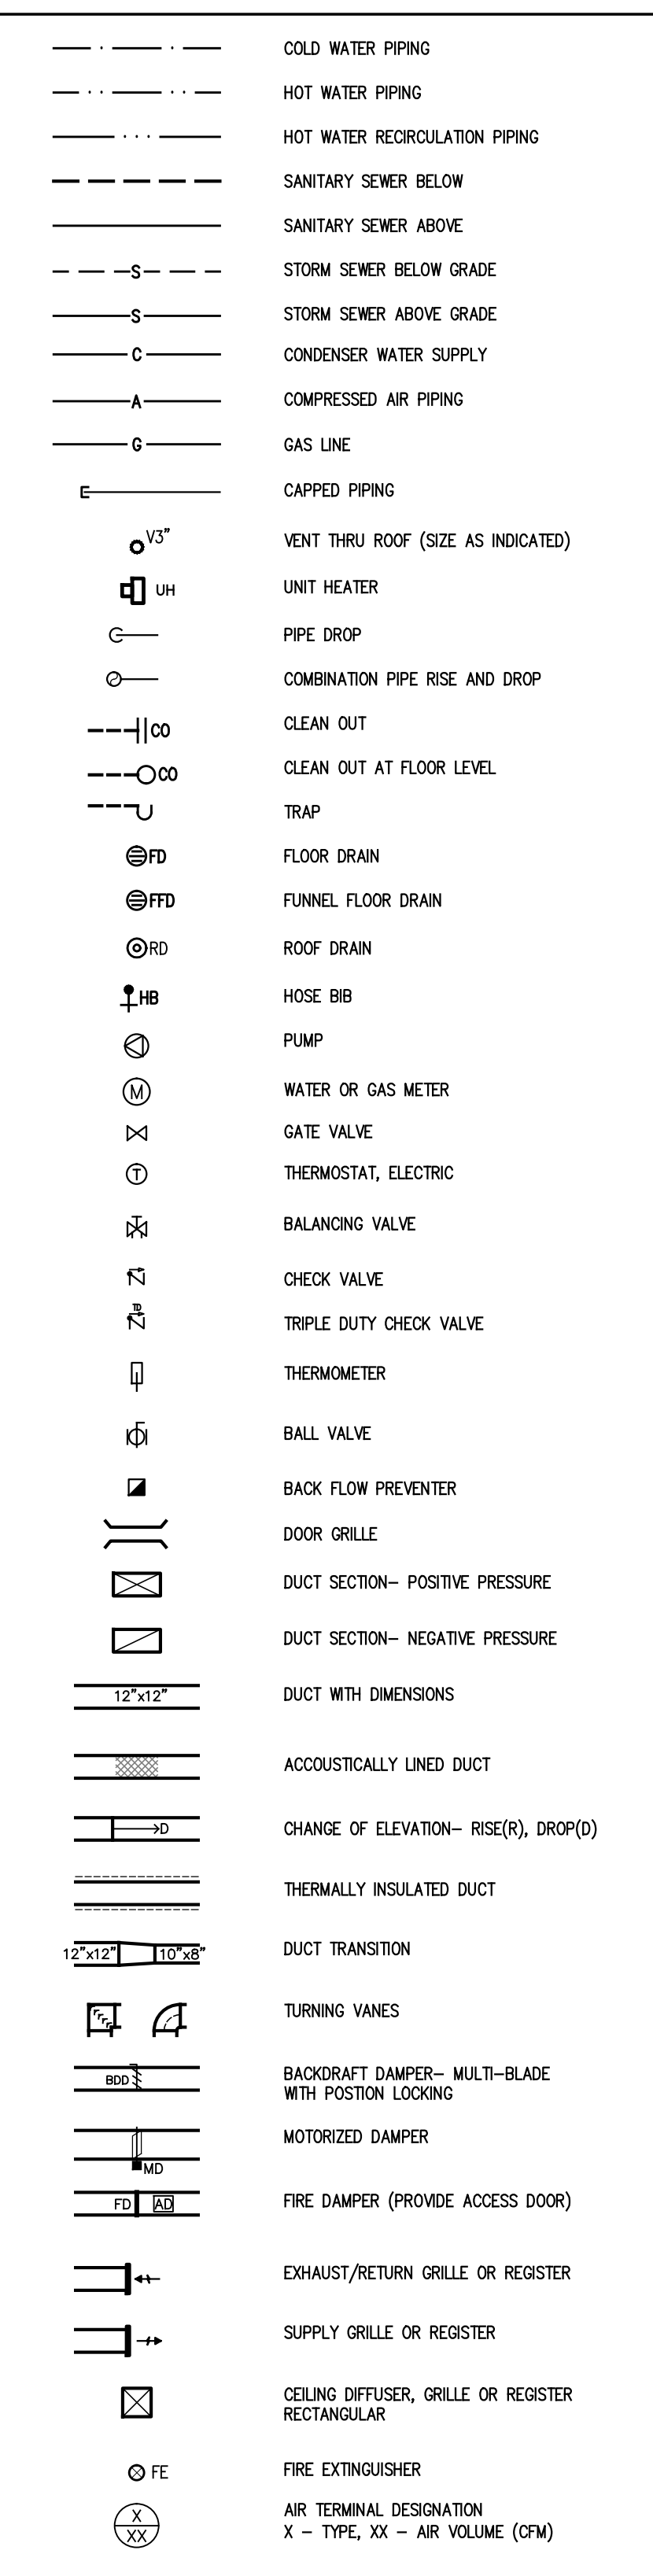 COLD WATER PIPING
HOT WATER PIPING
HOT WATER RECIRCULATION PIPING
SANITARY SEWER BELOW
SANITARY SEWER ABOVE
S STORM SEWER BELOW GRADE
S STORM SEWER ABOVE GRADE
C CONDENSER WATER SUPPLY
A COMPRESSED AIR PIPING
G GAS LINE
CAPPED PIPING
V3" VENT THRU ROOF (SIZE AS INDICATED)
UH UNIT HEATER
PIPE DROP
COMBINATION PIPE RISE AND DROP
CO CLEAN OUT
CO CLEAN OUT AT FLOOR LEVEL
TRAP
FD FLOOR DRAIN
FFD FUNNEL FLOOR DRAIN
RD ROOF DRAIN
HB HOSE BIB
PUMP
M WATER OR GAS METER
GATE VALVE
T THERMOSTAT, ELECTRIC
BALANCING VALVE
CHECK VALVE
TD TRIPLE DUTY CHECK VALVE
THERMOMETER
BALL VALVE
BACK FLOW PREVENTER
DOOR GRILLE
DUCT SECTION– POSITIVE PRESSURE
DUCT SECTION– NEGATIVE PRESSURE
12"x12" DUCT WITH DIMENSIONS
ACCOUSTICALLY LINED DUCT
D CHANGE OF ELEVATION– RISE(R), DROP(D)
THERMALLY INSULATED DUCT
12"x12" 10"x8" DUCT TRANSITION
TURNING VANES
BDD BACKDRAFT DAMPER– MULTI–BLADE
WITH POSTION LOCKING
MOTORIZED DAMPER
MD
FD AD FIRE DAMPER (PROVIDE ACCESS DOOR)
EXHAUST/RETURN GRILLE OR REGISTER
SUPPLY GRILLE OR REGISTER
CEILING DIFFUSER, GRILLE OR REGISTER
RECTANGULAR
FE FIRE EXTINGUISHER
X AIR TERMINAL DESIGNATION
XX X – TYPE, XX – AIR VOLUME (CFM)